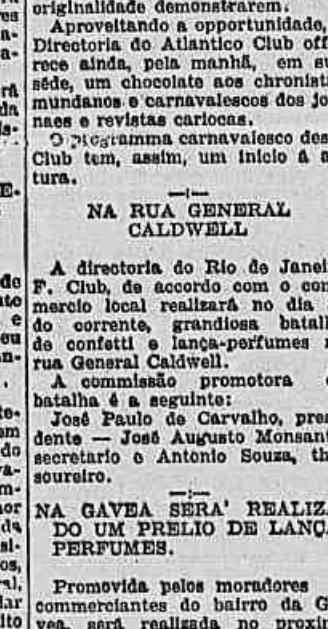 originalidade demonstrarem.
Aproveitando a opportunidade,
Directoria do Atlantico Club off
rece ainda, pela manhã, em su
séde, um chocolate aos chronist
mundanos e carnavalescos dos jo
naes e revistas cariocas.
O programma carnavalesco des
Club tem, assim, um inicio á a
tura.
NA RUA GENERAL
CALDWELL
A directoria do Rio de Janei
F. Club, de accordo com o com
mercio local realizará no dia
do corrente, grandiosa batalh
de confetti e lança-perfumes n
rua General Caldwell.
A commissão promotora
batalha é a seguinte:
José Paulo de Carvalho, pres
dente — José Augusto Monsant
secretario e Antonio Souza, th
soureiro.
NA GAVEA SERA' REALIZA
DO UM PRELIO DE LANÇA
PERFUMES.
Promovida pelos moradores
commerciantes do bairro da G
vea, será realizada no proxim